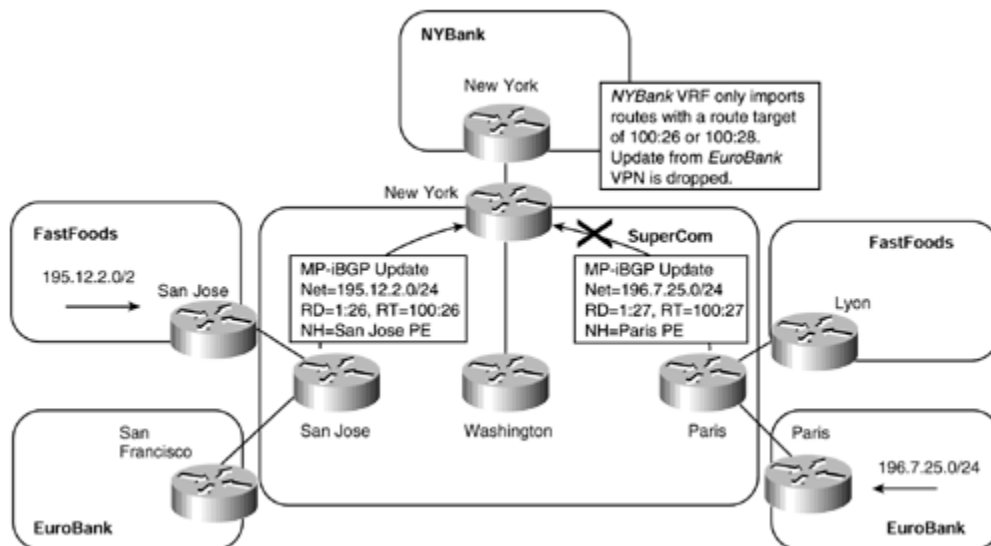 NYBank
New York
NYBank VRF only imports
routes with a route target
of 100:26 or 100:28.
Update from EuroBank
VPN is dropped.
New York
SuperCom
FastFoods
195.12.2.0/2
San Jose
MP-iBGP Update
Net=195.12.2.0/24
RD=1:26, RT=100:26
NH=San Jose PE
MP-iBGP Update
Net=196.7.25.0/24
RD=1:27, RT=100:27
NH=Paris PE
FastFoods
Lyon
San Jose
Washington
Paris
San
Francisco
EuroBank
Paris
196.7.25.0/24
EuroBank